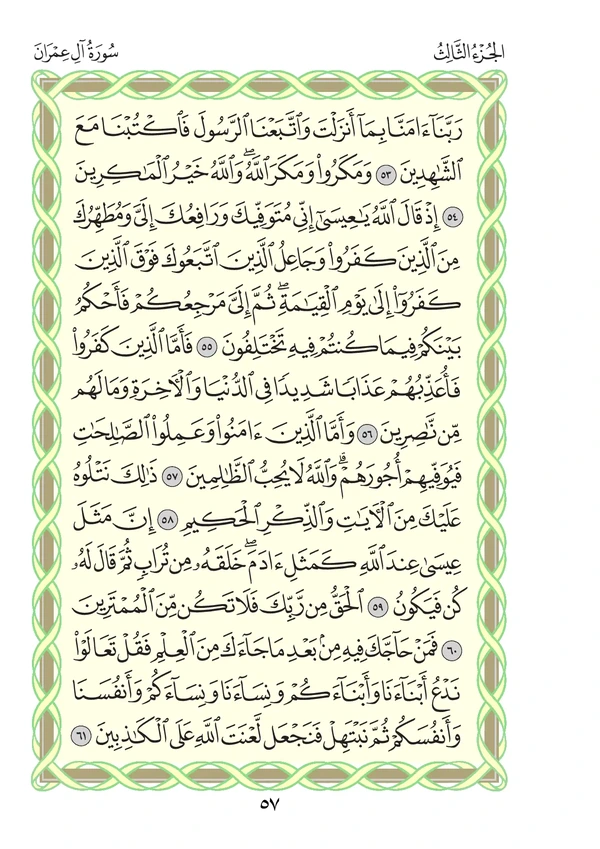 الجُزْءُ الثَّالِثُ
سُورَةُ آلِ عِمْرَانَ
رَبَّنَآ ءَامَنَّا بِمَآ أَنزَلْتَ وَٱتَّبَعْنَا ٱلرَّسُولَ فَٱكْتُبْنَا مَعَ
ٱلشَّٰهِدِينَ ٥٣ وَمَكَرُوا۟ وَمَكَرَ ٱللَّهُ ۖ وَٱللَّهُ خَيْرُ ٱلْمَٰكِرِينَ
٥٤ إِذْ قَالَ ٱللَّهُ يَٰعِيسَىٰٓ إِنِّى مُتَوَفِّيكَ وَرَافِعُكَ إِلَىَّ وَمُطَهِّرُكَ
مِنَ ٱلَّذِينَ كَفَرُوا۟ وَجَاعِلُ ٱلَّذِينَ ٱتَّبَعُوكَ فَوْقَ ٱلَّذِينَ
كَفَرُوٓا۟ إِلَىٰ يَوْمِ ٱلْقِيَٰمَةِ ۖ ثُمَّ إِلَىَّ مَرْجِعُكُمْ فَأَحْكُمُ
بَيْنَكُمْ فِيمَا كُنتُمْ فِيهِ تَخْتَلِفُونَ ٥٥ فَأَمَّا ٱلَّذِينَ كَفَرُوا۟
فَأُعَذِّبُهُمْ عَذَابًا شَدِيدًا فِى ٱلدُّنْيَا وَٱلْءَاخِرَةِ وَمَا لَهُم
مِّن نَّٰصِرِينَ ٥٦ وَأَمَّا ٱلَّذِينَ ءَامَنُوا۟ وَعَمِلُوا۟ ٱلصَّٰلِحَٰتِ
فَيُوَفِّيهِمْ أُجُورَهُمْ ۗ وَٱللَّهُ لَا يُحِبُّ ٱلظَّٰلِمِينَ ٥٧ ذَٰلِكَ نَتْلُوهُ
عَلَيْكَ مِنَ ٱلْءَايَٰتِ وَٱلذِّكْرِ ٱلْحَكِيمِ ٥٨ إِنَّ مَثَلَ
عِيسَىٰ عِندَ ٱللَّهِ كَمَثَلِ ءَادَمَ ۖ خَلَقَهُۥ مِن تُرَابٍ ثُمَّ قَالَ لَهُۥ
كُن فَيَكُونُ ٥٩ ٱلْحَقُّ مِن رَّبِّكَ فَلَا تَكُن مِّنَ ٱلْمُمْتَرِينَ
٦٠ فَمَنْ حَآجَّكَ فِيهِ مِنۢ بَعْدِ مَا جَآءَكَ مِنَ ٱلْعِلْمِ فَقُلْ تَعَالَوْا۟
نَدْعُ أَبْنَآءَنَا وَأَبْنَآءَكُمْ وَنِسَآءَنَا وَنِسَآءَكُمْ وَأَنفُسَنَا
وَأَنفُسَكُمْ ثُمَّ نَبْتَهِلْ فَنَجْعَل لَّعْنَتَ ٱللَّهِ عَلَى ٱلْكَٰذِبِينَ ٦١
٥٧